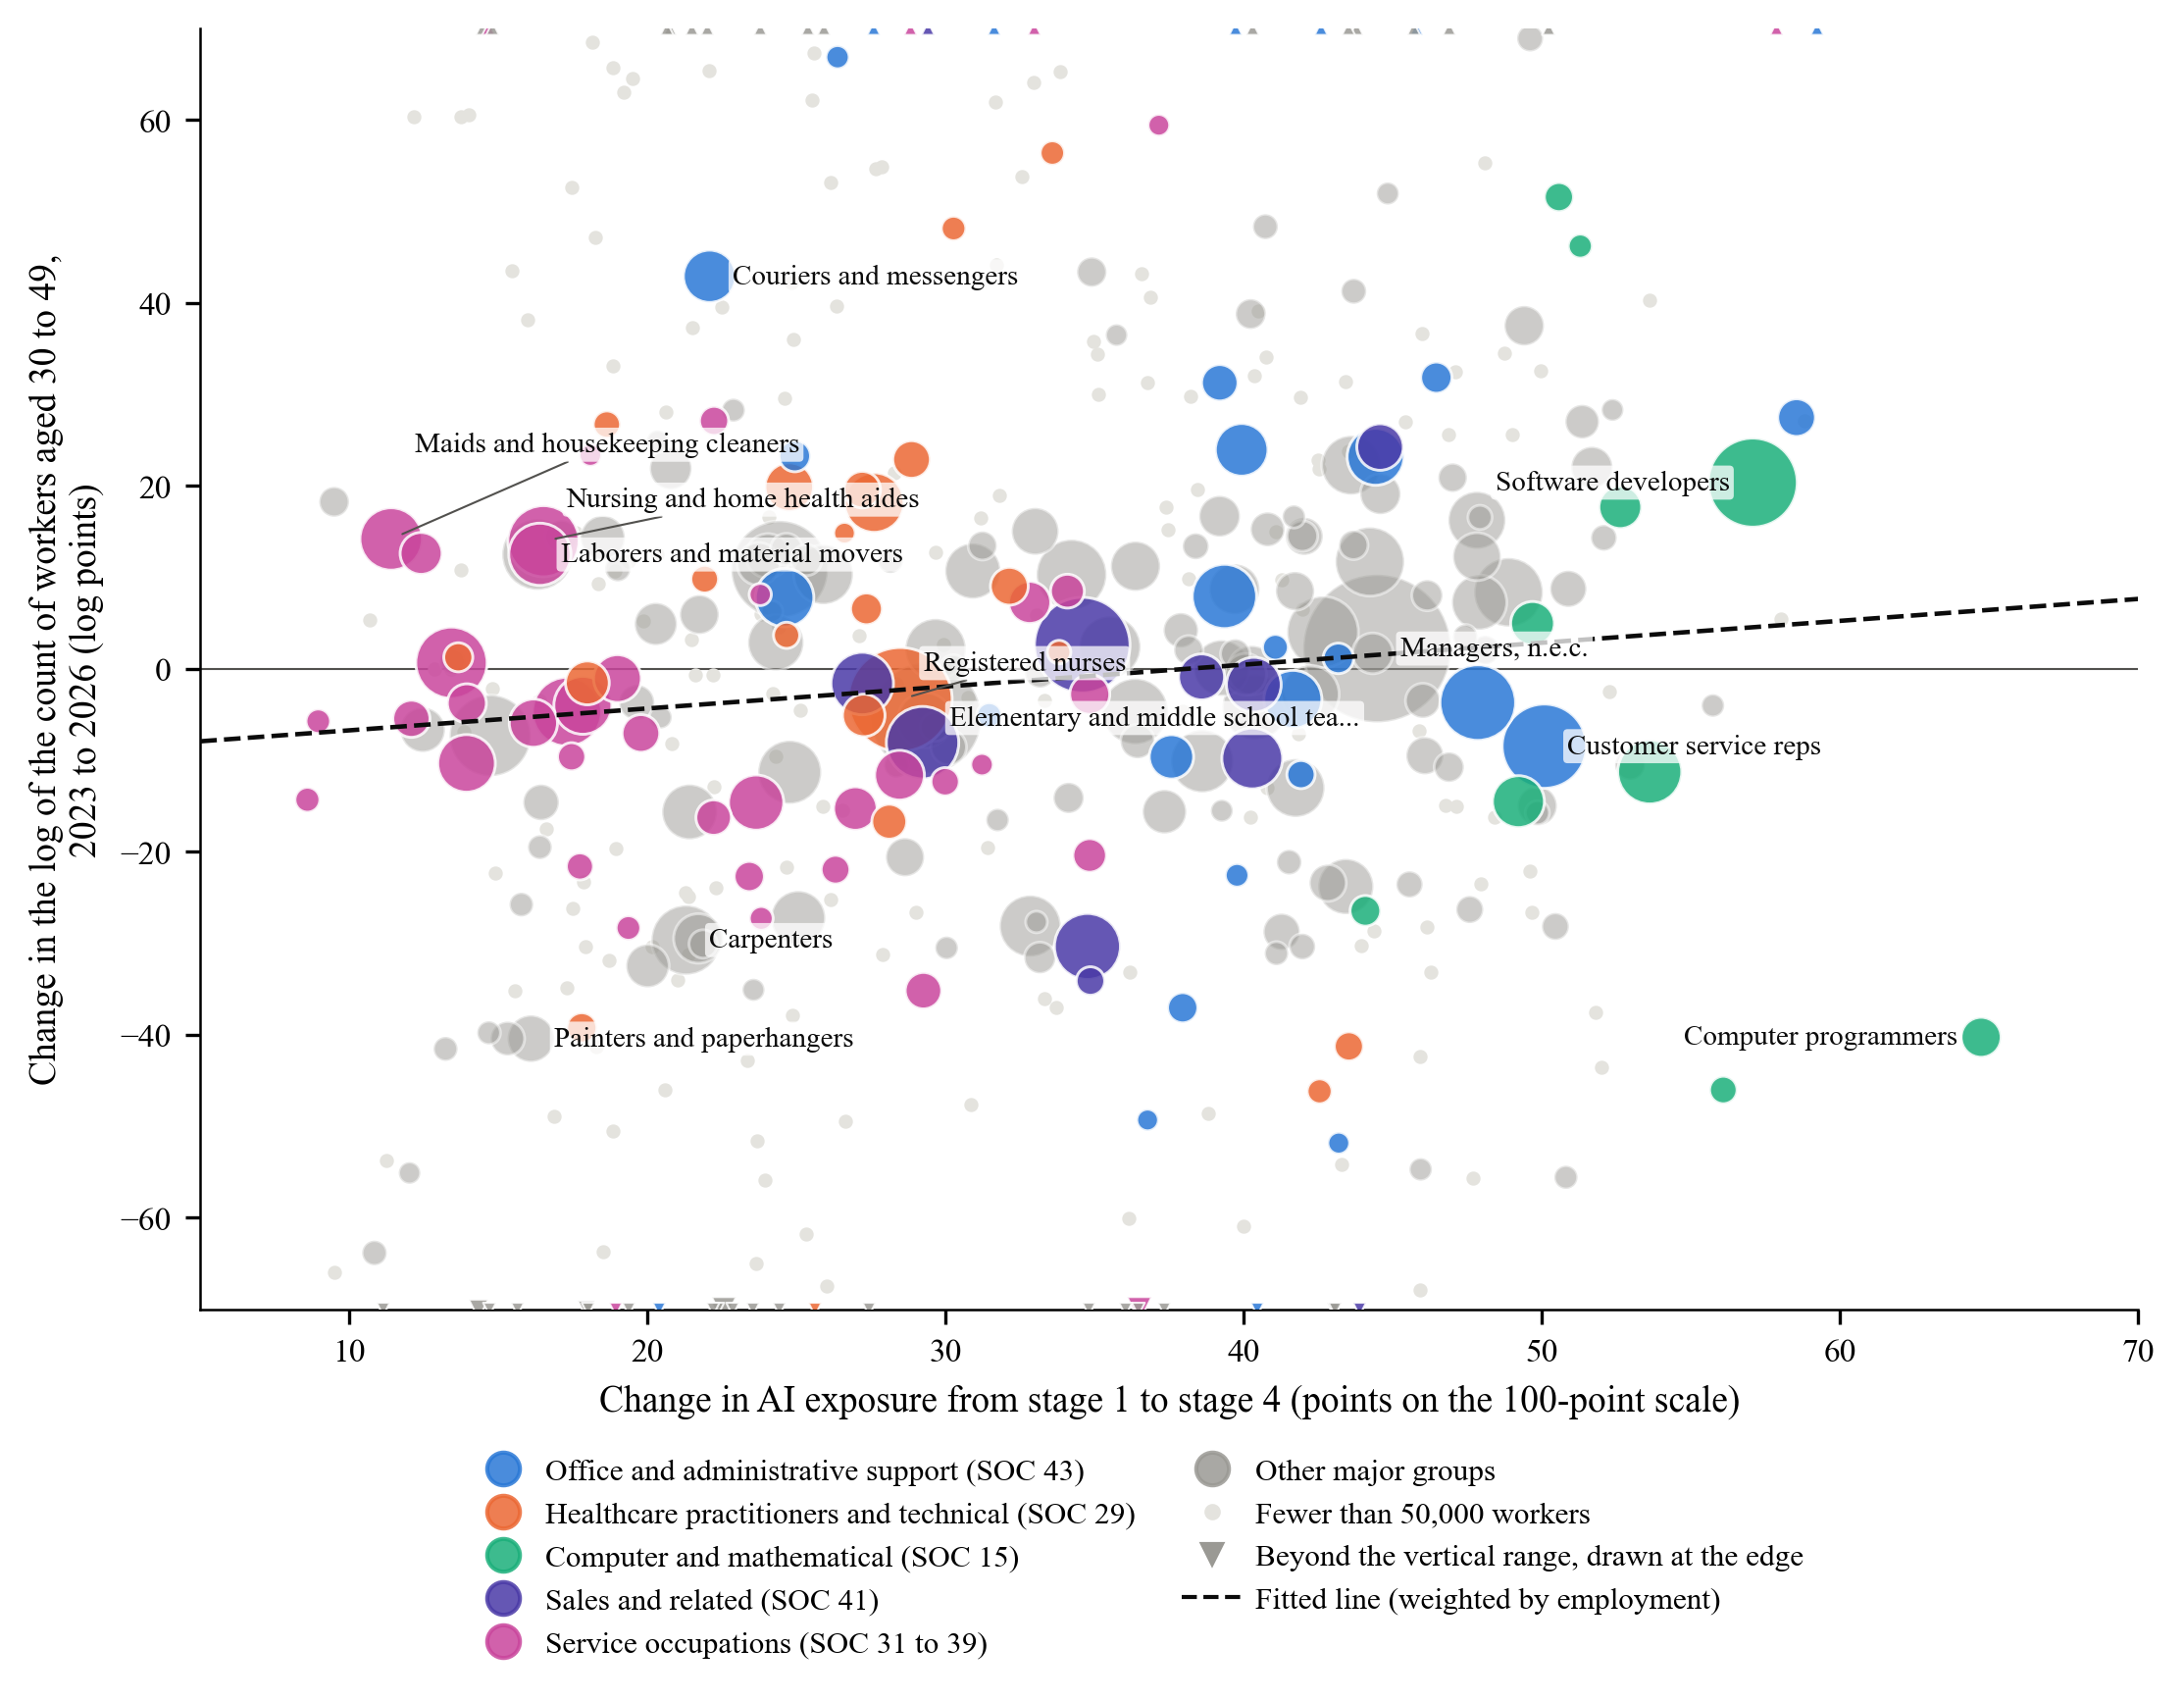 Change in the log of the count of workers aged 30 to 49,
2023 to 2026 (log points)
60
40
20
0
−20
−40
−60
Couriers and messengers
Maids and housekeeping cleaners
Software developers
Nursing and home health aides
Laborers and material movers
Managers, n.e.c.
Registered nurses
Elementary and middle school tea...
Customer service reps
Carpenters
Painters and paperhangers
Computer programmers
10 20 30 40 50 60 70
Change in AI exposure from stage 1 to stage 4 (points on the 100-point scale)
Office and administrative support (SOC 43)
Healthcare practitioners and technical (SOC 29)
Computer and mathematical (SOC 15)
Sales and related (SOC 41)
Service occupations (SOC 31 to 39)
Other major groups
Fewer than 50,000 workers
Beyond the vertical range, drawn at the edge
Fitted line (weighted by employment)